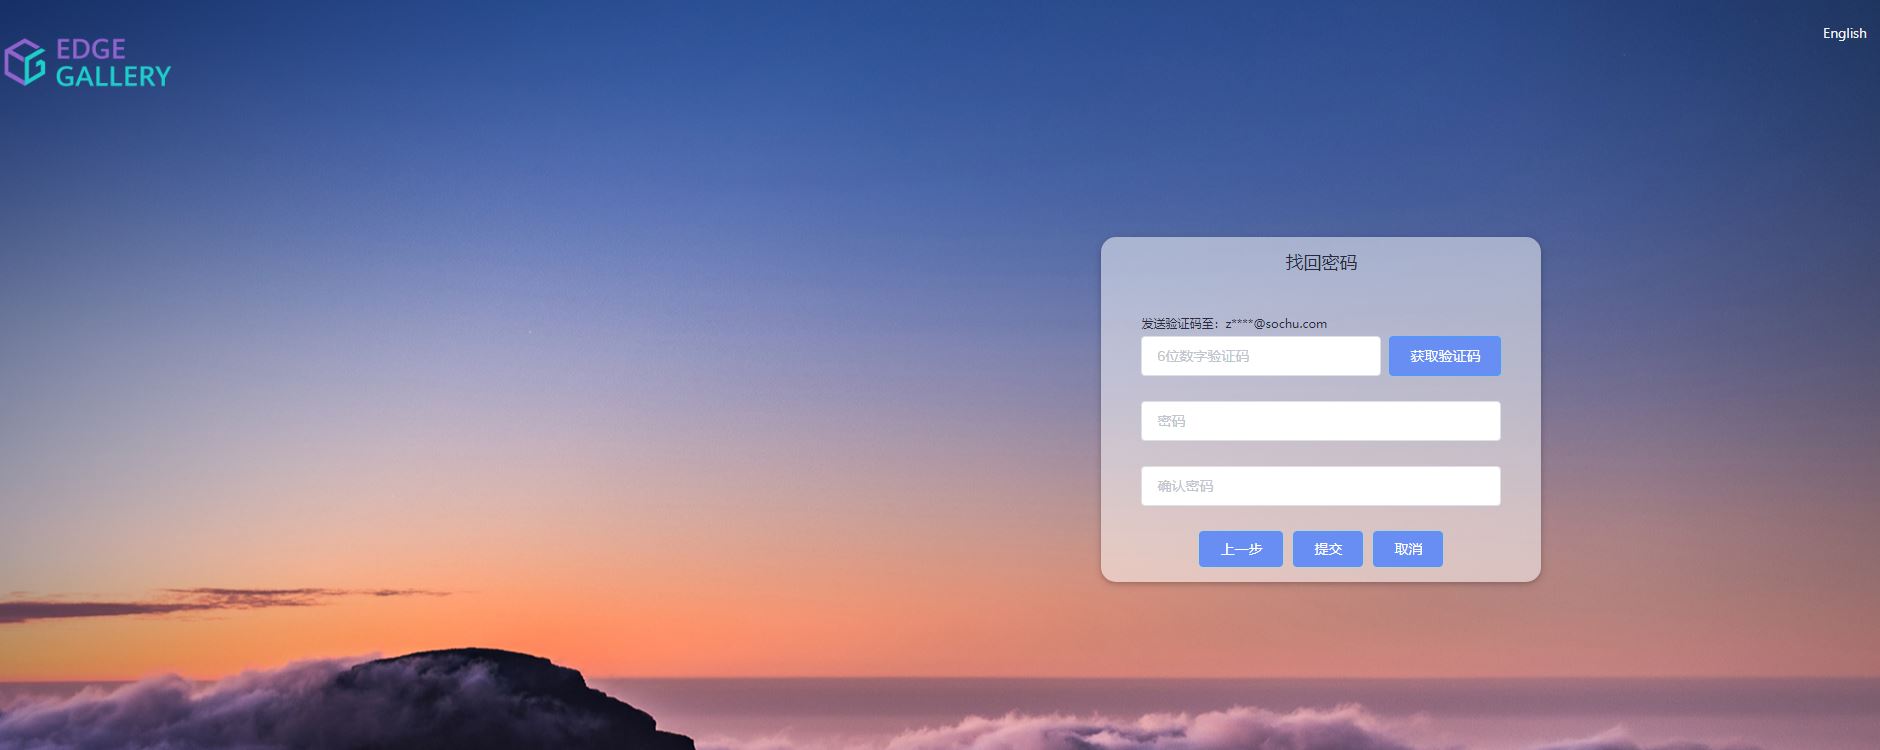 EDGE
GALLERY
English
找回密码
发送验证码至：z****@sochu.com
6位数字验证码
获取验证码
密码
确认密码
上一步
提交
取消